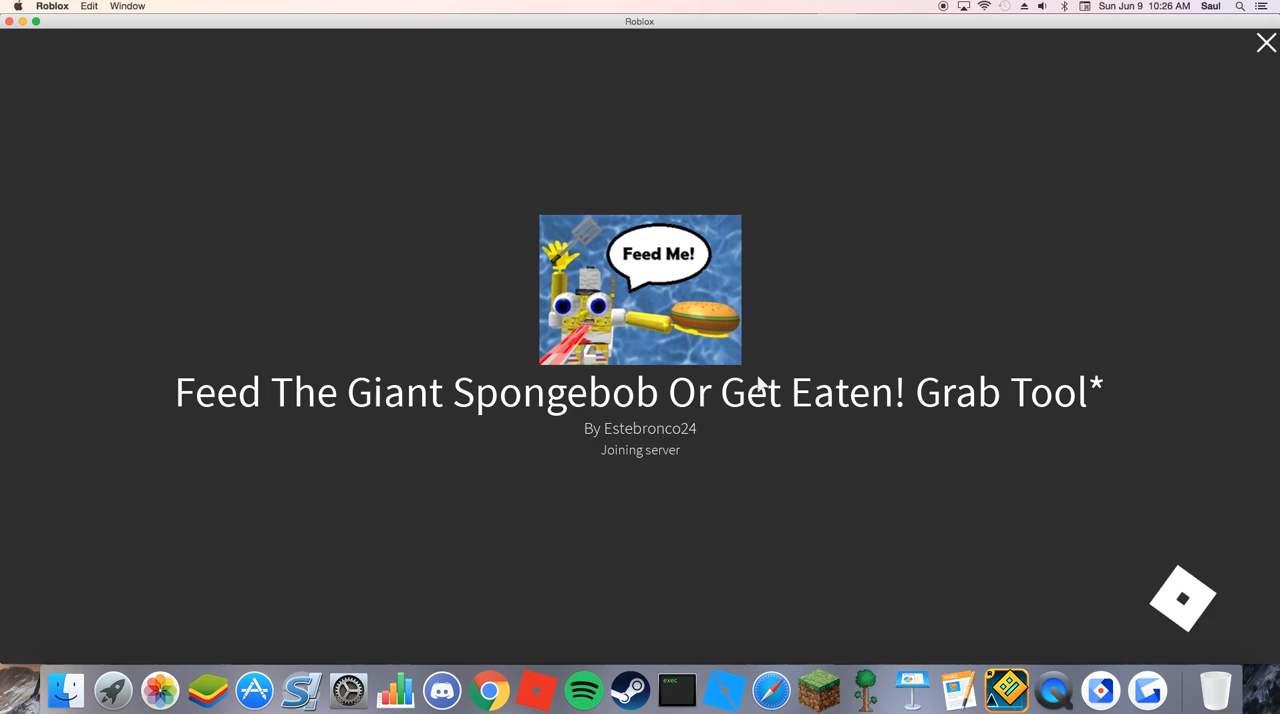 Roblox Edit Window Sun Jun 9 10:26 AM Saul
Roblox
Feed Me!
Feed The Giant Spongebob Or Get Eaten! Grab Tool*
By Estebronco24
Joining server
exec